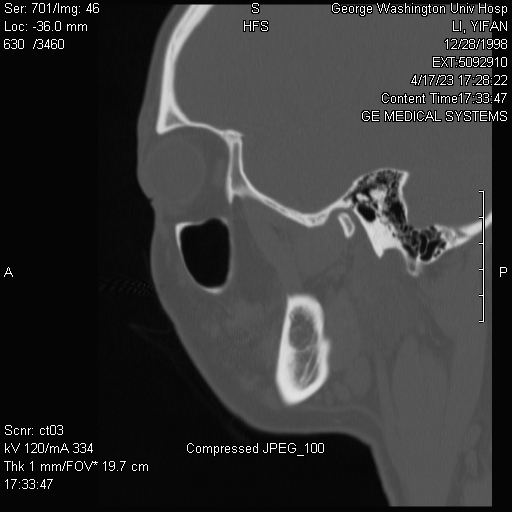 Ser: 701/Img: 46
Loc: -36.0 mm
630 /3460
S
HFS
George Washington Univ Hosp
LI, YIFAN
12/28/1998
EXT:5092910
4/17/23 17:28:22
Content Time17:33:47
GE MEDICAL SYSTEMS
A
P
Scnr: ct03
kV 120/mA 334
Thk 1 mm/FOV* 19.7 cm
17:33:47
Compressed JPEG_100